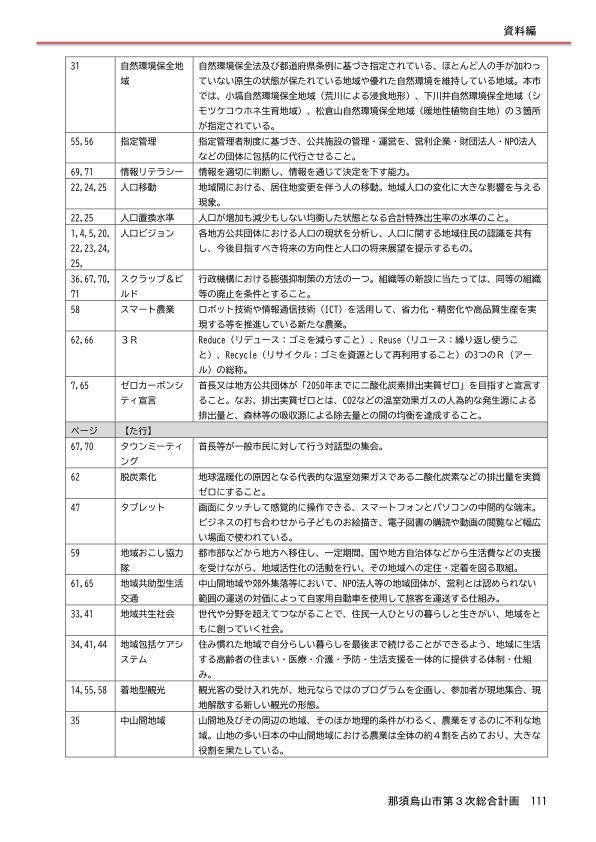 資料編
31 自然環境保全地 自然環境保全法及び都道府県条例に基づき指定されている、ほとんど人の手が加わっ
域 ていない原生の状態が保たれている地域や優れた自然環境を維持している地域。本市
では、小塙自然環境保全地域（荒川による浸食地形）、下川井自然環境保全地域（シ
モツケコウホネ生育地域）、松倉山自然環境保全地域（暖地性植物自生地）の３箇所
が指定されている。
55,56 指定管理 指定管理者制度に基づき、公共施設の管理・運営を、営利企業・財団法人・NPO法人
などの団体に包括的に代行させること。
69,71 情報リテラシー 情報を適切に判断し、情報を通じて決定を下す能力。
22,24,25 人口移動 地域間における、居住地変更を伴う人の移動。地域人口の変化に大きな影響を与える
現象。
22,25 人口置換水準 人口が増加も減少もしない均衡した状態となる合計特殊出生率の水準のこと。
1,4,5,20, 人口ビジョン 各地方公共団体における人口の現状を分析し、人口に関する地域住民の認識を共有
22,23,24, し、今後目指すべき将来の方向性と人口の将来展望を提示するもの。
25,
36,67,70, スクラップ＆ビ 行政機構における膨張抑制策の方法の一つ。組織等の新設に当たっては、同等の組織
71 ルド 等の廃止を条件とすること。
58 スマート農業 ロボット技術や情報通信技術（ICT）を活用して、省力化・精密化や高品質生産を実
現する等を推進している新たな農業。
62,66 ３Ｒ Reduce（リデュース：ゴミを減らすこと）、Reuse（リユース：繰り返し使うこ
と）、Recycle（リサイクル：ゴミを資源として再利用すること）の3つのＲ（アー
ル）の総称。
7,65 ゼロカーボンシ 首長又は地方公共団体が「2050年までに二酸化炭素排出実質ゼロ」を目指すと宣言す
ティ宣言 ること。なお、排出実質ゼロとは、CO2などの温室効果ガスの人為的な発生源による
排出量と、森林等の吸収源による除去量との間の均衡を達成すること。
ページ 【た行】
67,70 タウンミーティ 首長等が一般市民に対して行う対話型の集会。
ング
62 脱炭素化 地球温暖化の原因となる代表的な温室効果ガスである二酸化炭素などの排出量を実質
ゼロにすること。
47 タブレット 画面にタッチして感覚的に操作できる、スマートフォンとパソコンの中間的な端末。
ビジネスの打ち合わせから子どものお絵描き、電子図書の購読や動画の閲覧など幅広
い場面で使われている。
59 地域おこし協力 都市部などから地方へ移住し、一定期間、国や地方自治体などから生活費などの支援
隊 を受けながら、地域活性化の活動を行い、その地域への定住・定着を図る取組。
61,65 地域共助型生活 中山間地域や郊外集落等において、NPO法人等の地域団体が、営利とは認められない
交通 範囲の運送の対価によって自家用自動車を使用して旅客を運送する仕組み。
33,41 地域共生社会 世代や分野を超えてつながることで、住民一人ひとりの暮らしと生きがい、地域をと
もに創っていく社会。
34,41,44 地域包括ケアシ 住み慣れた地域で自分らしい暮らしを最後まで続けることができるよう、地域に生活
ステム する高齢者の住まい・医療・介護・予防・生活支援を一体的に提供する体制・仕組
み。
14,55,58 着地型観光 観光客の受け入れ先が、地元ならではのプログラムを企画し、参加者が現地集合、現
地解散する新しい観光の形態。
35 中山間地域 山間地及びその周辺の地域、そのほか地理的条件がわるく、農業をするのに不利な地
域。山地の多い日本の中山間地域における農業は全体の約４割を占めており、大きな
役割を果たしている。
那須烏山市第３次総合計画 111